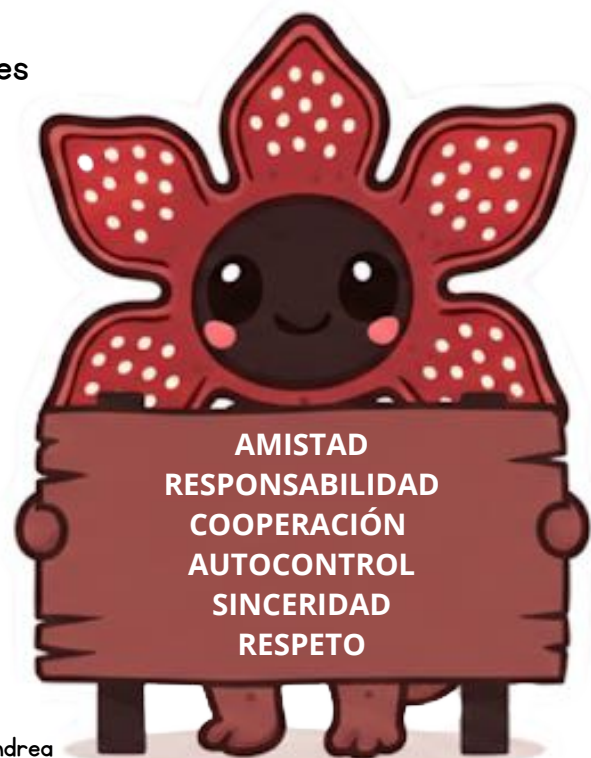 es
AMISTAD
RESPONSABILIDAD
COOPERACIÓN
AUTOCONTROL
SINCERIDAD
RESPETO
ndrea